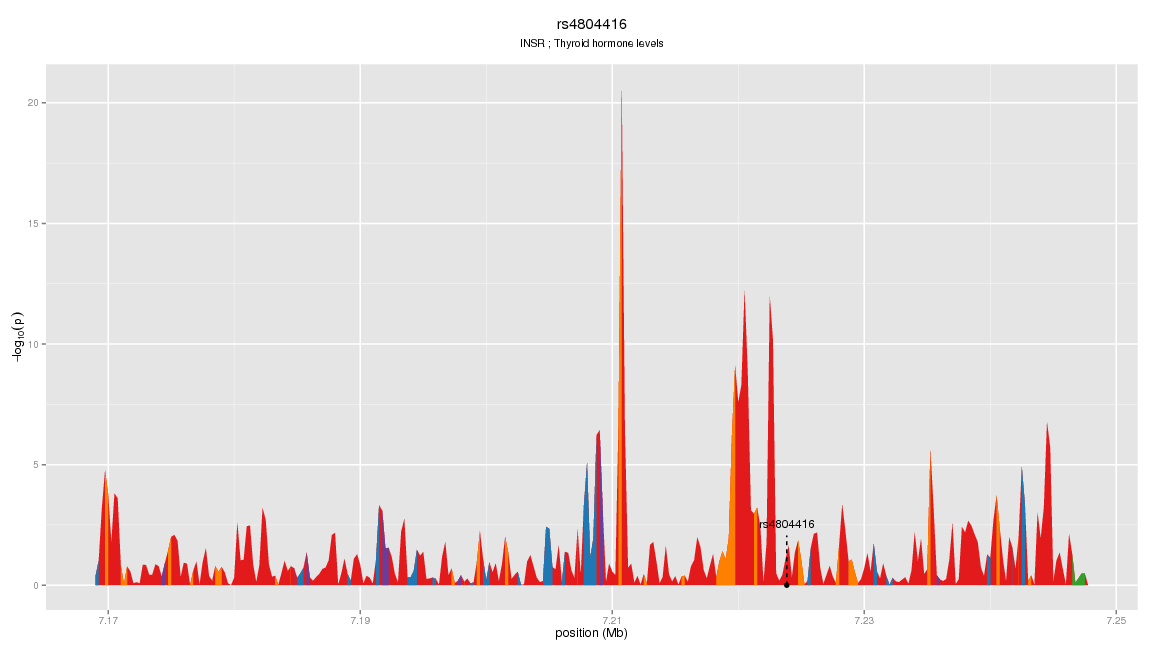 rs4804416
INSR ; Thyroid hormone levels
20
15
10
5
0
−log10(p)
rs4804416
7.17
7.19
7.21
7.23
7.25
position (Mb)